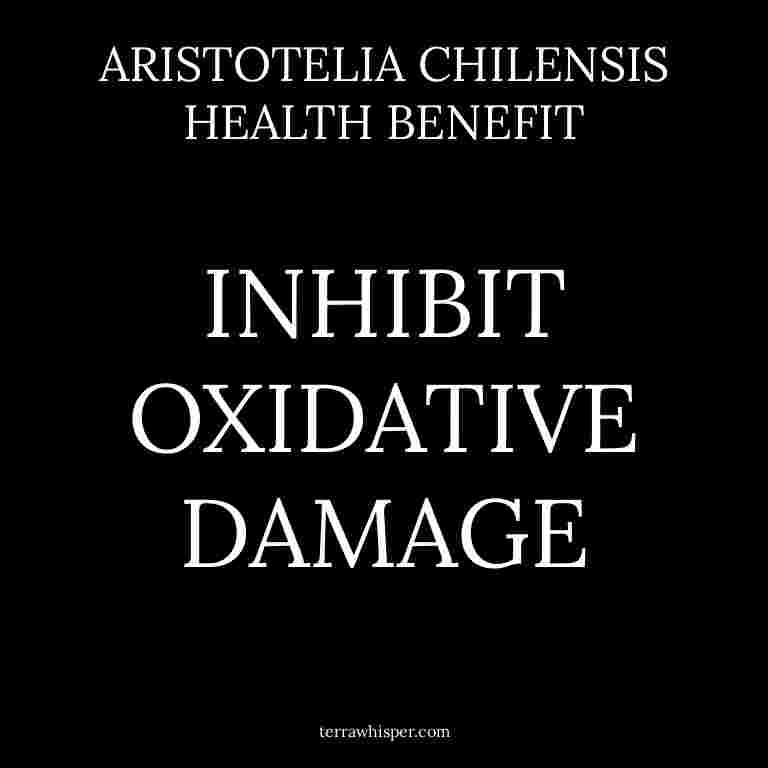 ARISTOTELIA CHILENSIS
HEALTH BENEFIT
INHIBIT
OXIDATIVE
DAMAGE
terrawhisper.com